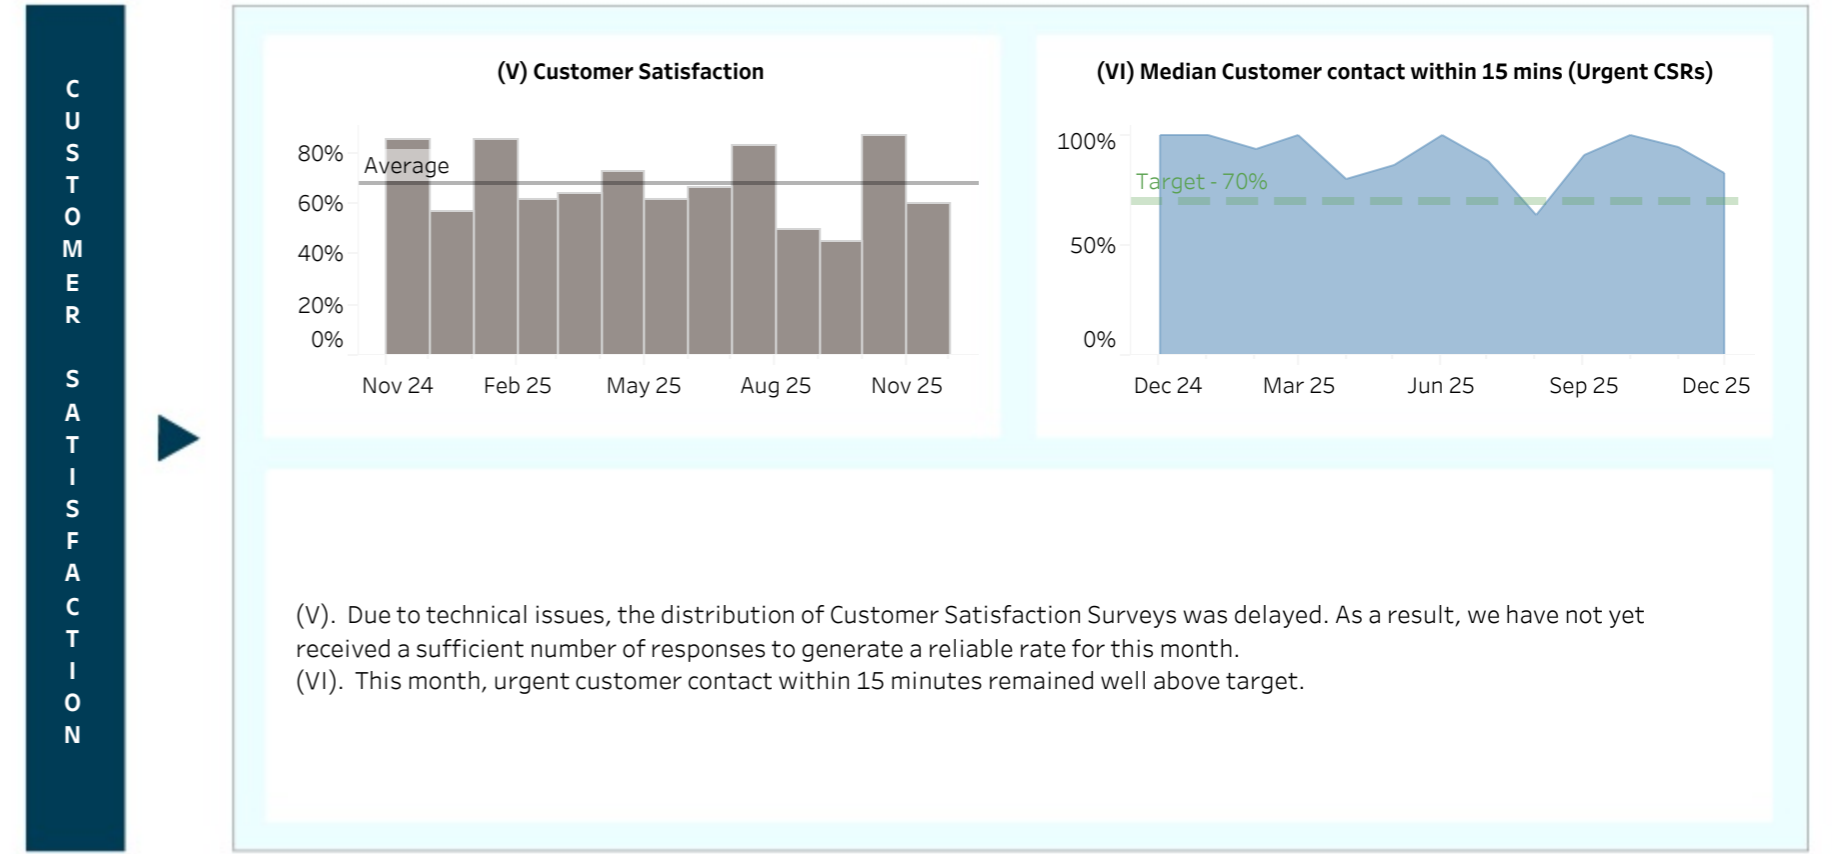 CUSTOMER SATISFACTION
(V) Customer Satisfaction
80%
60%
40%
20%
0%
Average
Nov 24
Feb 25
May 25
Aug 25
Nov 25
(VI) Median Customer contact within 15 mins (Urgent CSRs)
100%
50%
0%
Target - 70%
Dec 24
Mar 25
Jun 25
Sep 25
Dec 25
(V).  Due to technical issues, the distribution of Customer Satisfaction Surveys was delayed. As a result, we have not yet
received a sufficient number of responses to generate a reliable rate for this month.
(VI).  This month, urgent customer contact within 15 minutes remained well above target.